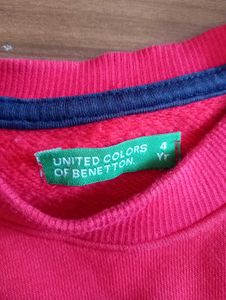 UNITED COLORS
OF BENETTON.
4
Yr